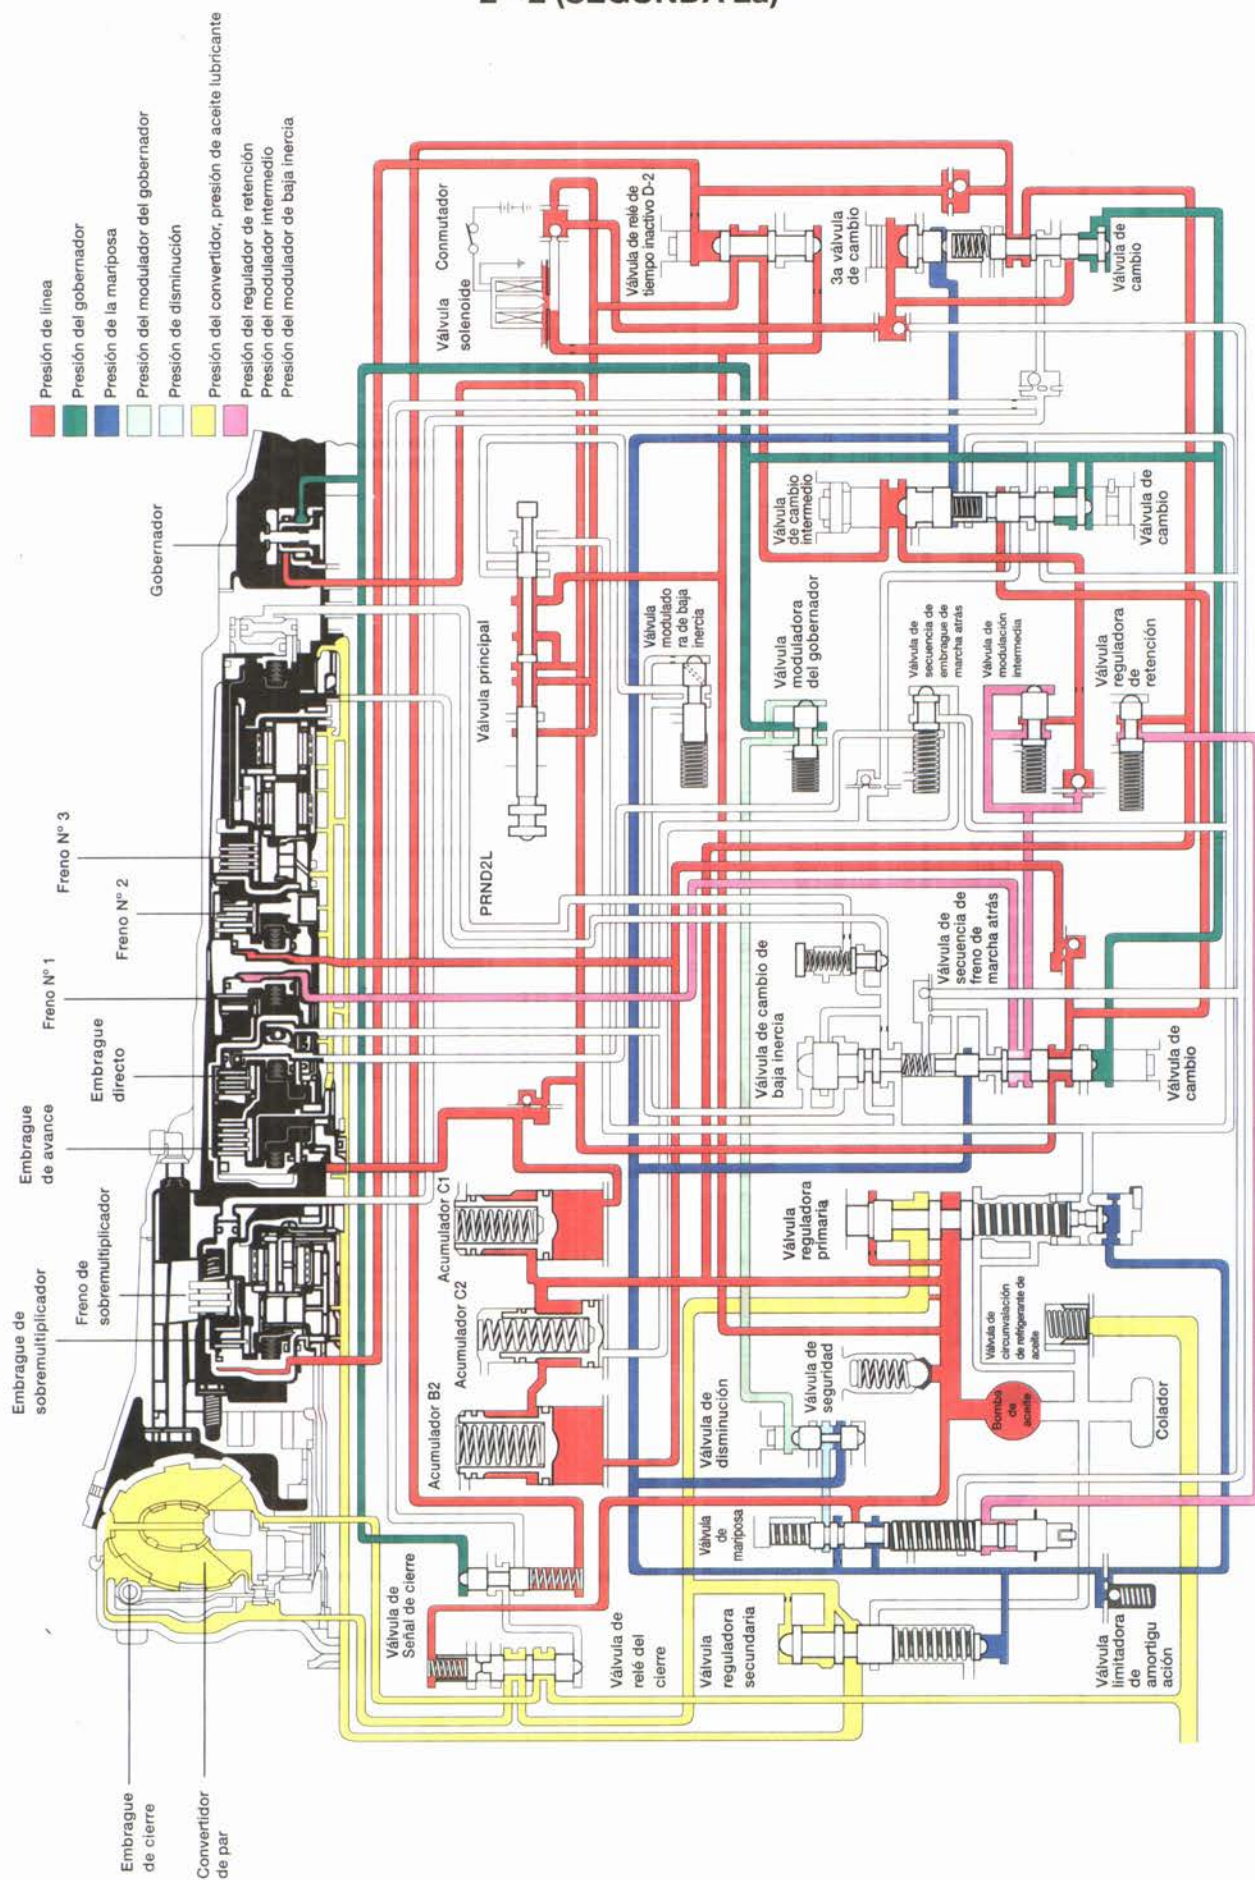 (SEGUNDA 2a)
Presión de línea
Presión del gobernador
Presión de la mariposa
Presión del modulador del gobernador
Presión de disminución
Presión del convertidor, presión de aceite lubricante
Presión del regulador de retención
Presión del modulador intermedio
Presión del modulador de baja inercia
Embrague
de cierre
Convertidor
de par
Embrague de
sobremultiplicador
Freno de
sobremultiplicador
Embrague
de avance
Embrague
directo
Freno Nº 1
Freno Nº 2
Freno Nº 3
Gobernador
Válvula de
Señal de cierre
Válvula de
relé del
cierre
Acumulador B2
Acumulador C2
Acumulador C1
PRND2L
Válvula principal
Válvula
solenoide
Conmutador
Válvula
modulado
ra de baja
inercia
Válvula de relé de
tiempo inactivo D-2
Válvula
reguladora
secundaria
Válvula
de
mariposa
Válvula de
disminución
Válvula de
seguridad
Válvula
reguladora
primaria
Válvula de cambio de
baja inercia
Válvula
moduladora
del gobernador
Válvula
de cambio
intermedio
3a válvula
de cambio
Válvula de
secuencia de
embrague de
marcha atrás
Válvula de
secuencia de
freno de
marcha atrás
Válvula de
modulación
intermedia
Válvula
limitadora
de
amortigu
ación
Bomba
de
aceite
Válvula de
circunvalación
de refrigerante de
aceite
Colador
Válvula de
cambio
Válvula
reguladora
de
retención
Válvula de
cambio
Válvula de
cambio